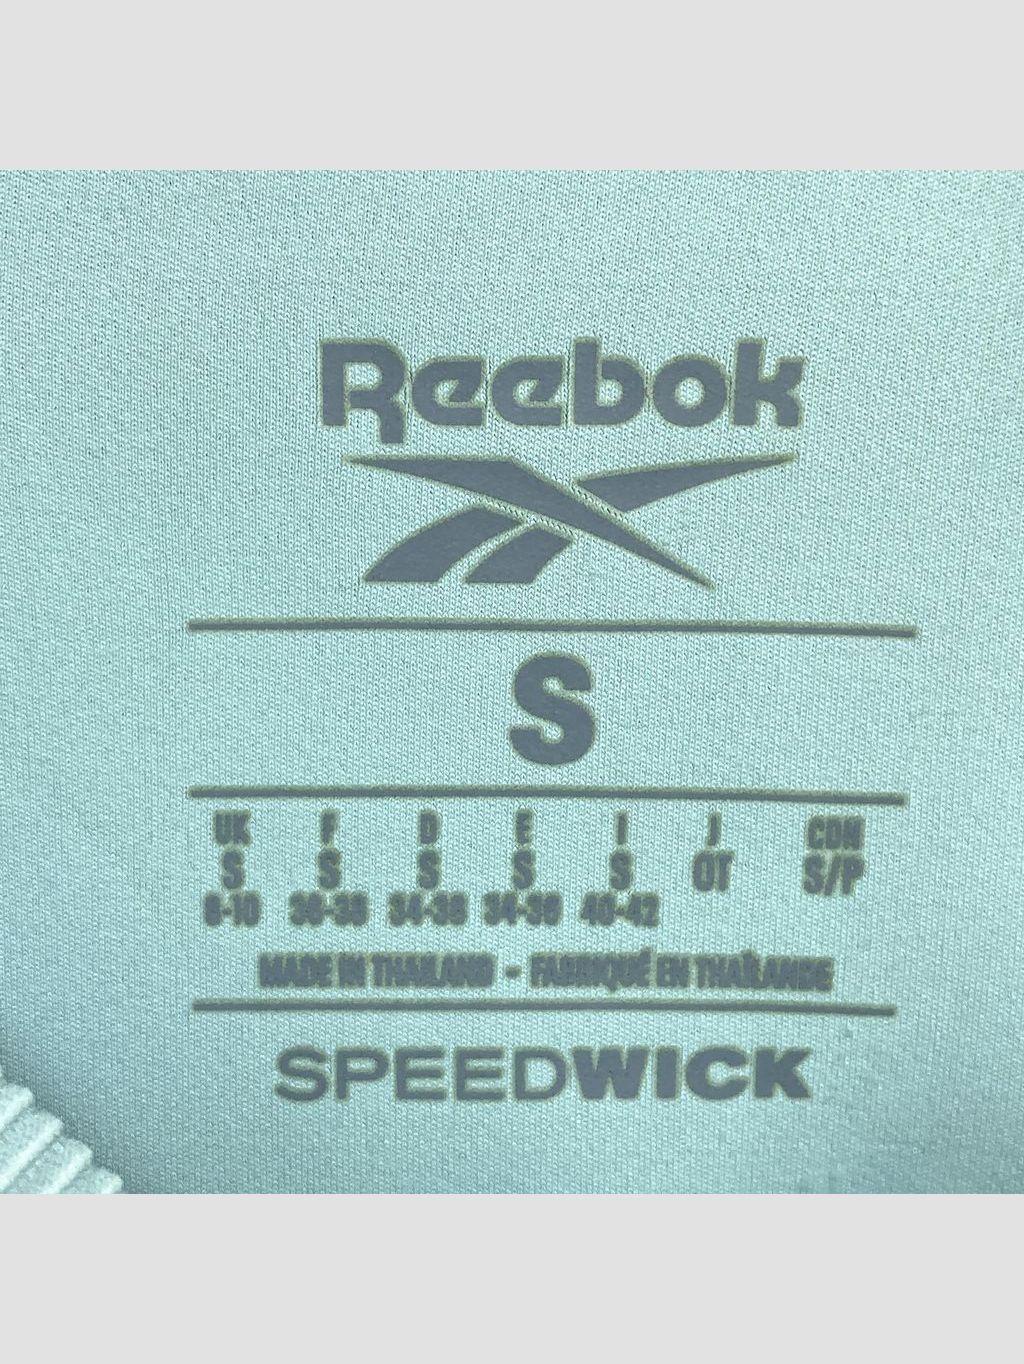 Reebok
S
UK F D E I J CDN
S S S S S OT S/P
8-10 36-38 34-36 34-36 40-42
MADE IN THAILAND - FABRIQUÉ EN THAÏLANDE
SPEEDWICK